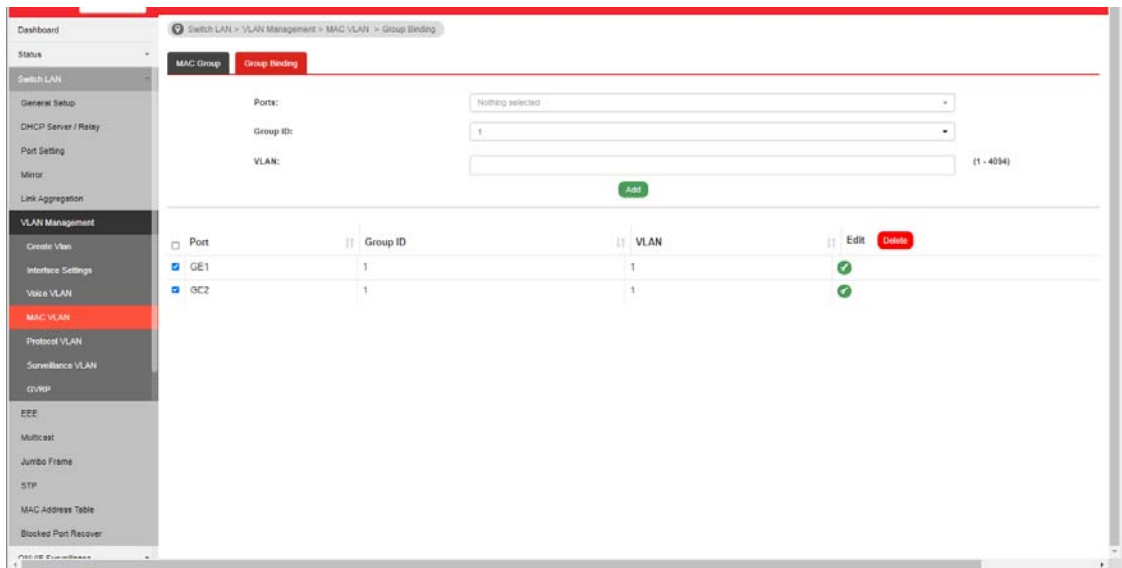 Dashboard
Status
Switch LAN
General Setup
DHCP Server / Relay
Port Setting
Mirror
Link Aggregation
VLAN Management
Create Vlan
Interface Settings
Voice VLAN
MAC VLAN
Protocol VLAN
Surveillance VLAN
GVRP
EEE
Multicast
Jumbo Frame
STP
MAC Address Table
Blocked Port Recover
ONVIF Surveillance
Switch LAN > VLAN Management > MAC VLAN > Group Binding
MAC Group Group Binding
Ports: Nothing selected
Group ID: 1
VLAN: (1 - 4094)
Add
Port Group ID VLAN Edit Delete
GE1 1 1
GE2 1 1